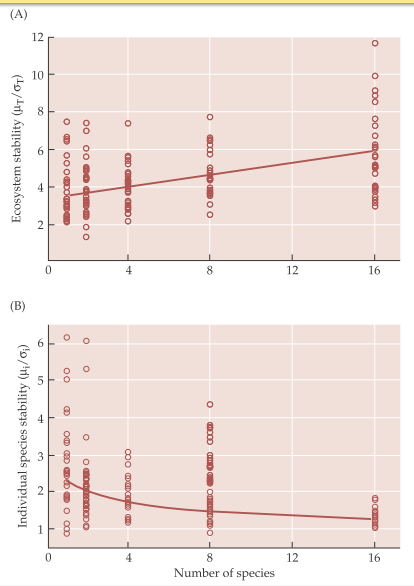 (A)
Ecosystem stability (μT/σT)
12
10
8
6
4
2
0 4 8 12 16
(B)
Individual species stability (μi/σi)
6
5
4
3
2
1
0 4 8 12 16
Number of species